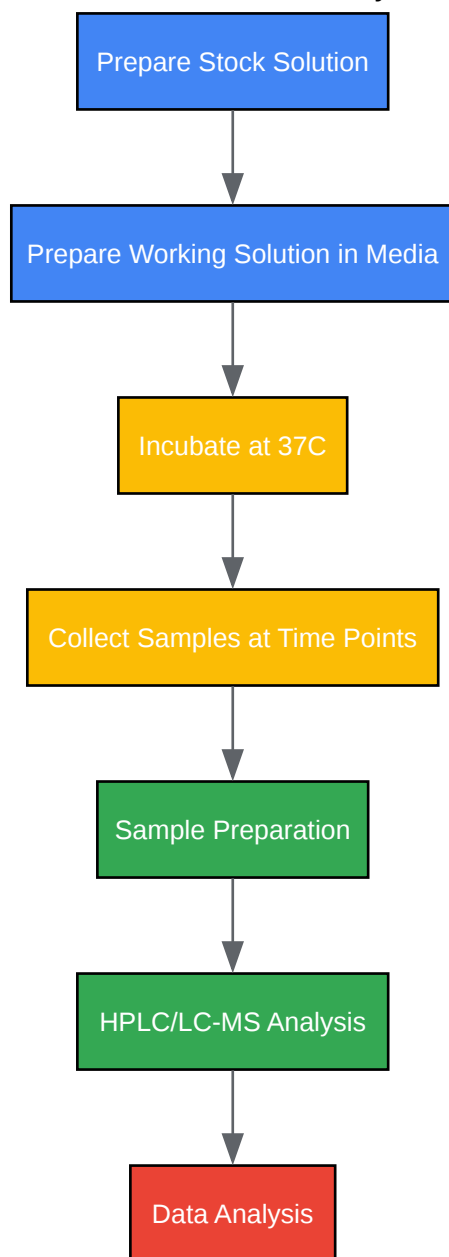 Prepare Stock Solution
Prepare Working Solution in Media
Incubate at 37C
Collect Samples at Time Points
Sample Preparation
HPLC/LC-MS Analysis
Data Analysis